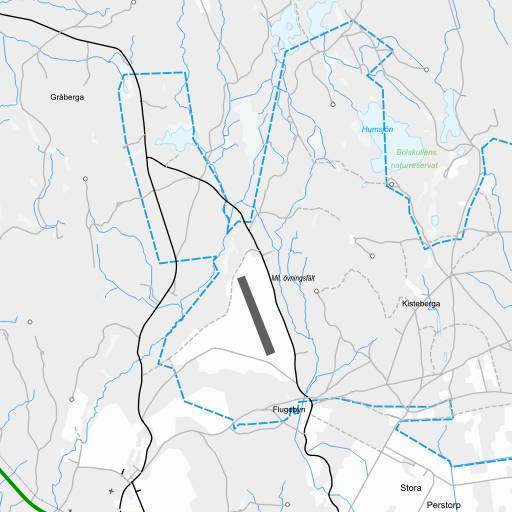 Gråberga
Humsjön
Bölskullens
naturreservat
Mil. övningsfält
Kisteberga
Flugebyn
Stora
Perstorp